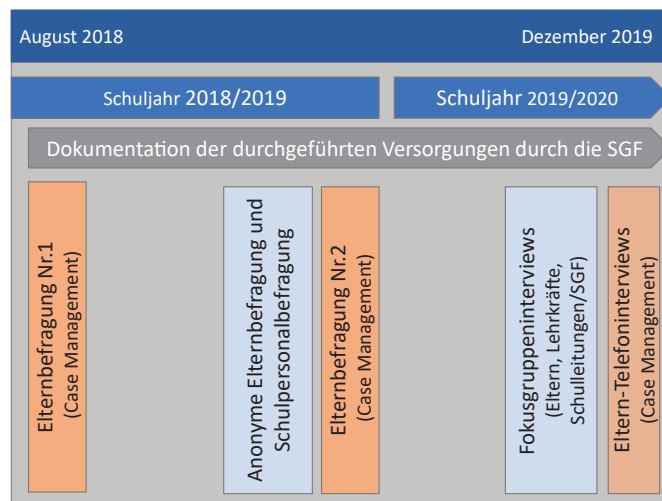 August 2018
Dezember 2019
Schuljahr 2018/2019
Schuljahr 2019/2020
Dokumentation der durchgeführten Versorgungen durch die SGF
Elternbefragung Nr.1
(Case Management)
Anonyme Elternbefragung und
Schulpersonalbefragung
Elternbefragung Nr.2
(Case Management)
Fokusgruppeninterviews
(Eltern, Lehrkräfte,
Schulleitungen/SGF)
Eltern-Telefoninterviews
(Case Management)